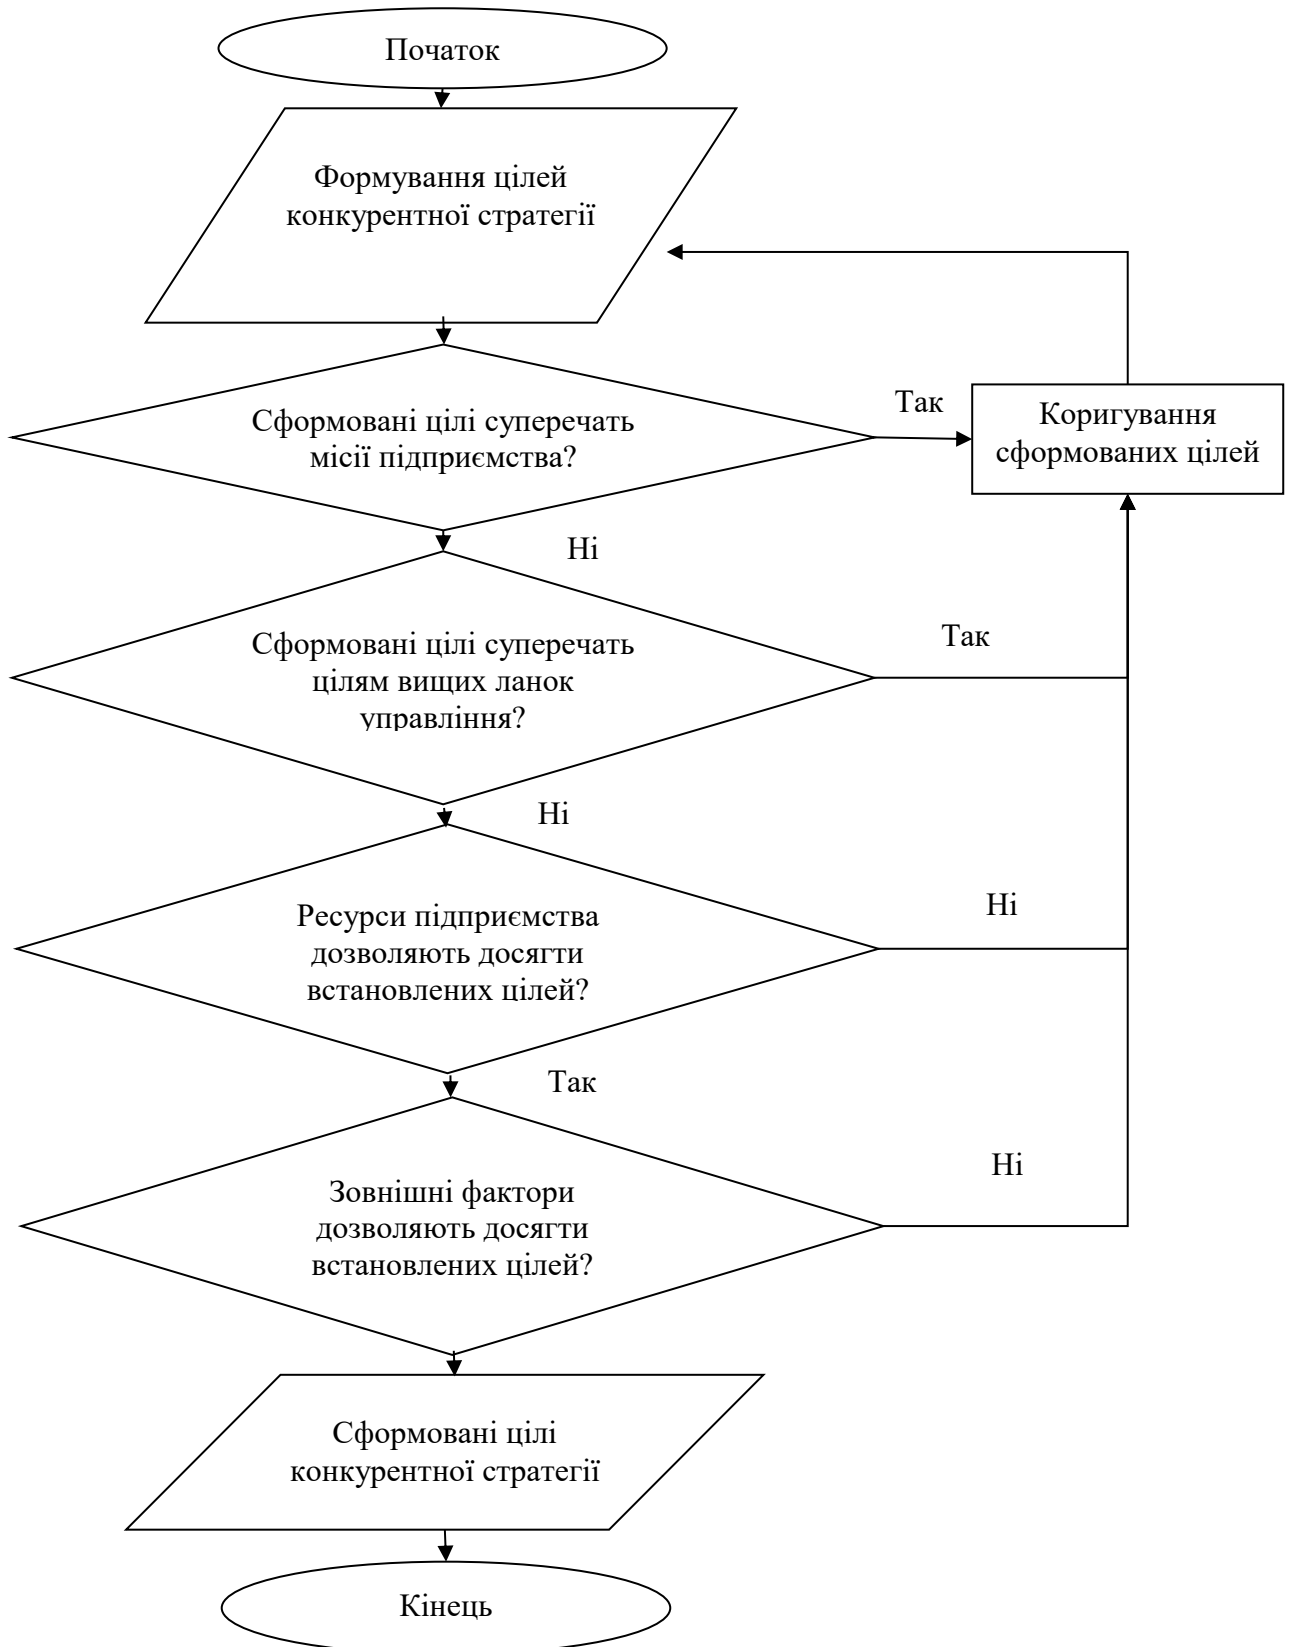 Початок
Формування цілей
конкурентної стратегії
Сформовані цілі суперечать
місії підприємства?
Так
Коригування
сформованих цілей
Ні
Сформовані цілі суперечать
цілям вищих ланок
управління?
Так
Ні
Ресурси підприємства
дозволяють досягти
встановлених цілей?
Ні
Так
Зовнішні фактори
дозволяють досягти
встановлених цілей?
Ні
Сформовані цілі
конкурентної стратегії
Кінець